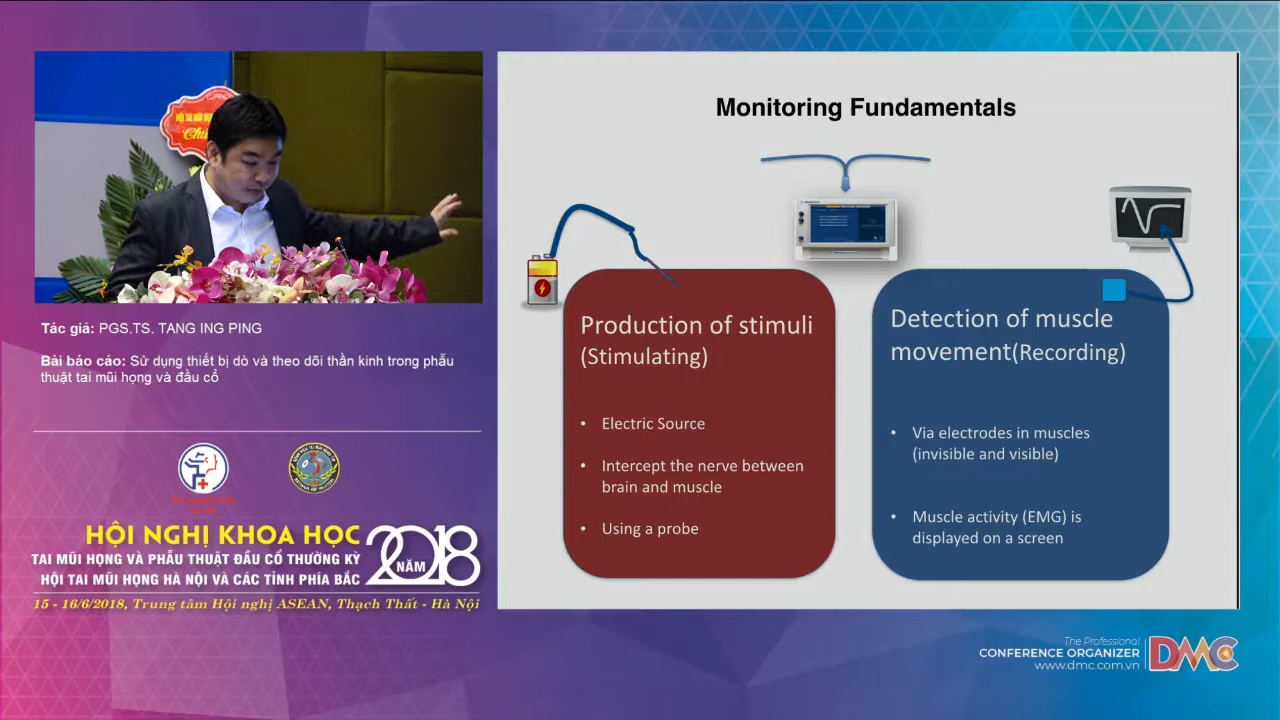 Chú
Tác giả: PGS.TS. TANG ING PING
Bài báo cáo: Sử dụng thiết bị dò và theo dõi thần kinh trong phẫu
thuật tai mũi họng và đầu cổ
HỘI NGHỊ KHOA HỌC
TAI MŨI HỌNG VÀ PHẪU THUẬT ĐẦU CỔ THƯỜNG KỲ
HỘI TAI MŨI HỌNG HÀ NỘI VÀ CÁC TỈNH PHÍA BẮC
NĂM 2018
15 - 16/6/2018, Trung tâm Hội nghị ASEAN, Thạch Thất - Hà Nội
Monitoring Fundamentals
Production of stimuli
(Stimulating)
• Electric Source
• Intercept the nerve between
brain and muscle
• Using a probe
Detection of muscle
movement(Recording)
• Via electrodes in muscles
(invisible and visible)
• Muscle activity (EMG) is
displayed on a screen
The Professional
CONFERENCE ORGANIZER
www.dmc.com.vn
DMC